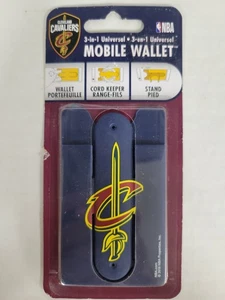 CLEVELAND
CAVALIERS
NBA
3-in-1 Universal • 3-en-1 Universel
MOBILE WALLET
WALLET
PORTEFEUILLE
CORD KEEPER
RANGE-FILS
STAND
PIED
C